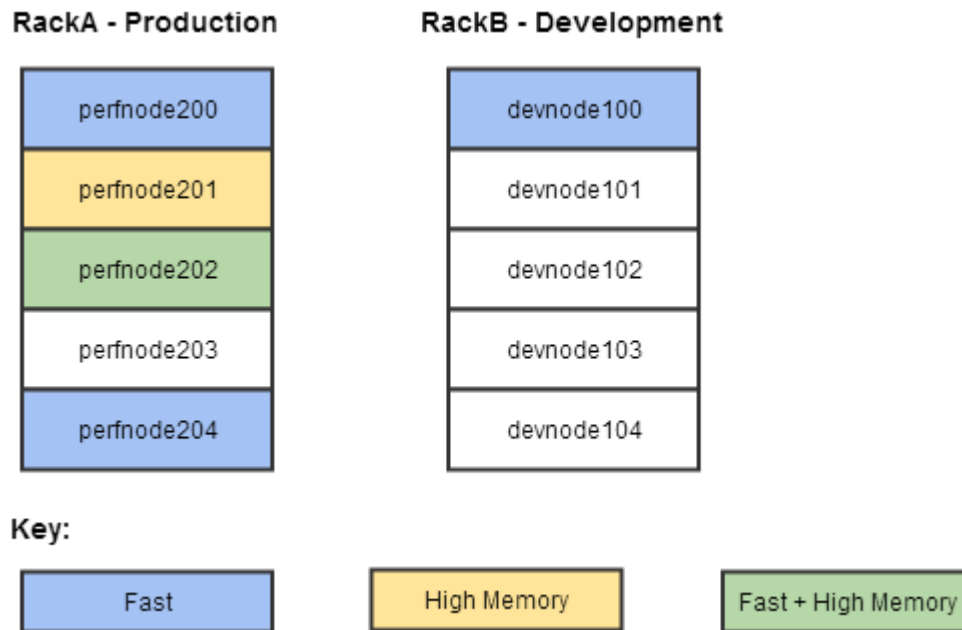 RackA - Production
RackB - Development
perfnode200
devnode100
perfnode201
devnode101
perfnode202
devnode102
perfnode203
devnode103
perfnode204
devnode104
Key:
Fast
High Memory
Fast + High Memory